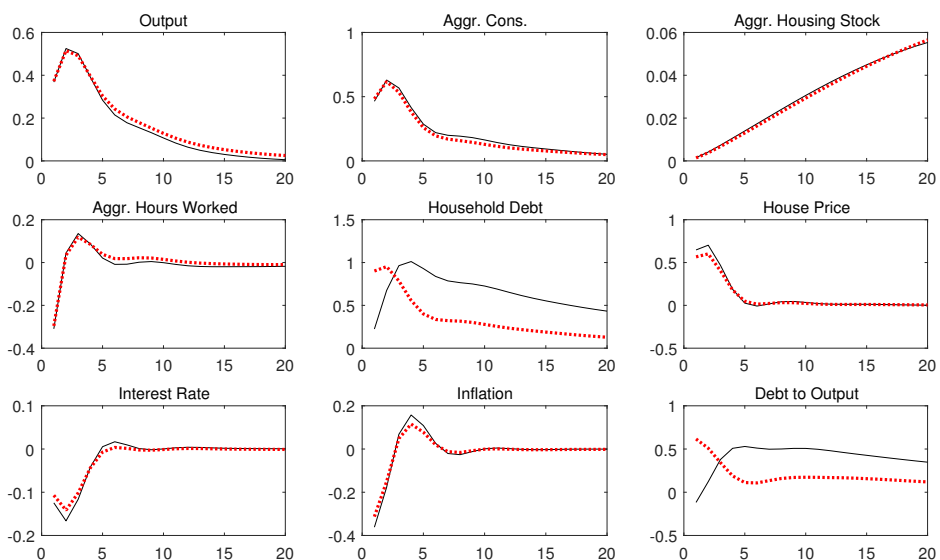 Output
0.6
0.4
0.2
0
0 5 10 15 20
Aggr. Cons.
1
0.5
0
0 5 10 15 20
Aggr. Housing Stock
0.06
0.04
0.02
0
0 5 10 15 20
Aggr. Hours Worked
0.2
0
-0.2
-0.4
0 5 10 15 20
Household Debt
1.5
1
0.5
0
0 5 10 15 20
House Price
1
0.5
0
-0.5
0 5 10 15 20
Interest Rate
0.1
0
-0.1
-0.2
0 5 10 15 20
Inflation
0.2
0
-0.2
-0.4
0 5 10 15 20
Debt to Output
1
0.5
0
-0.5
0 5 10 15 20